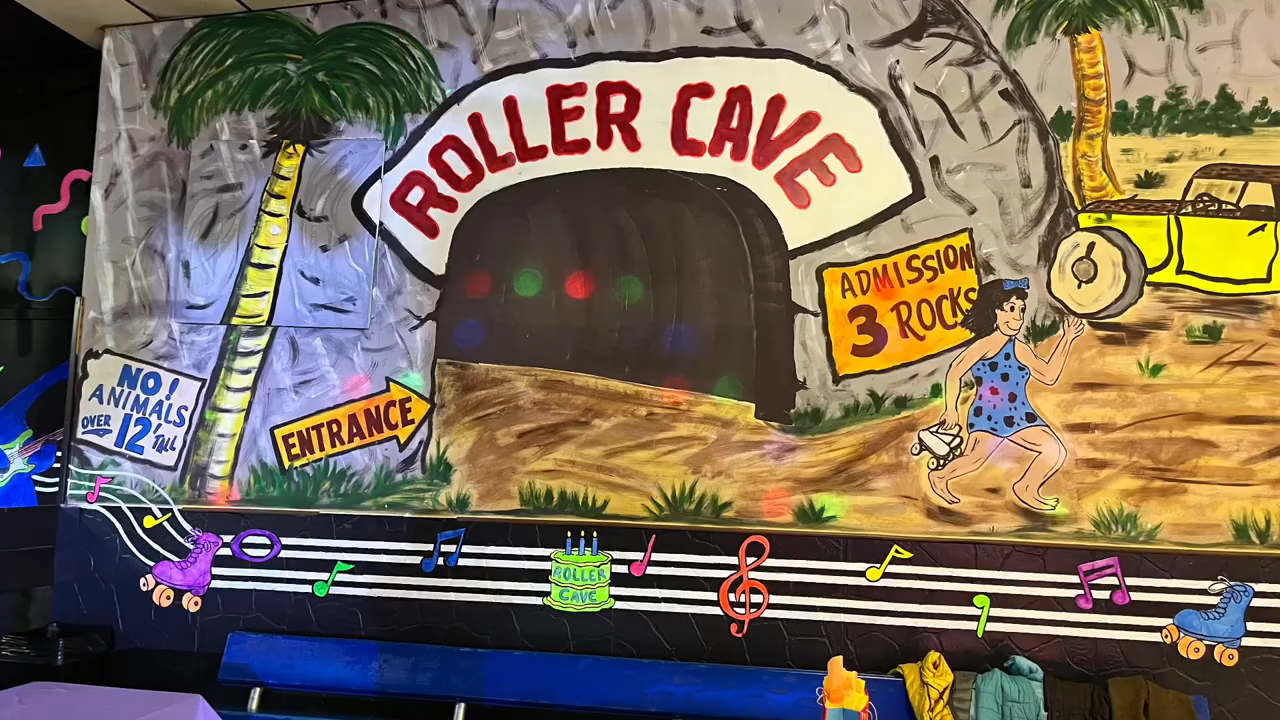 ROLLER CAVE
ADMISSION
3 ROCKS
NO!
ANIMALS
OVER 12' TALL
ENTRANCE
ROLLER
CAVE